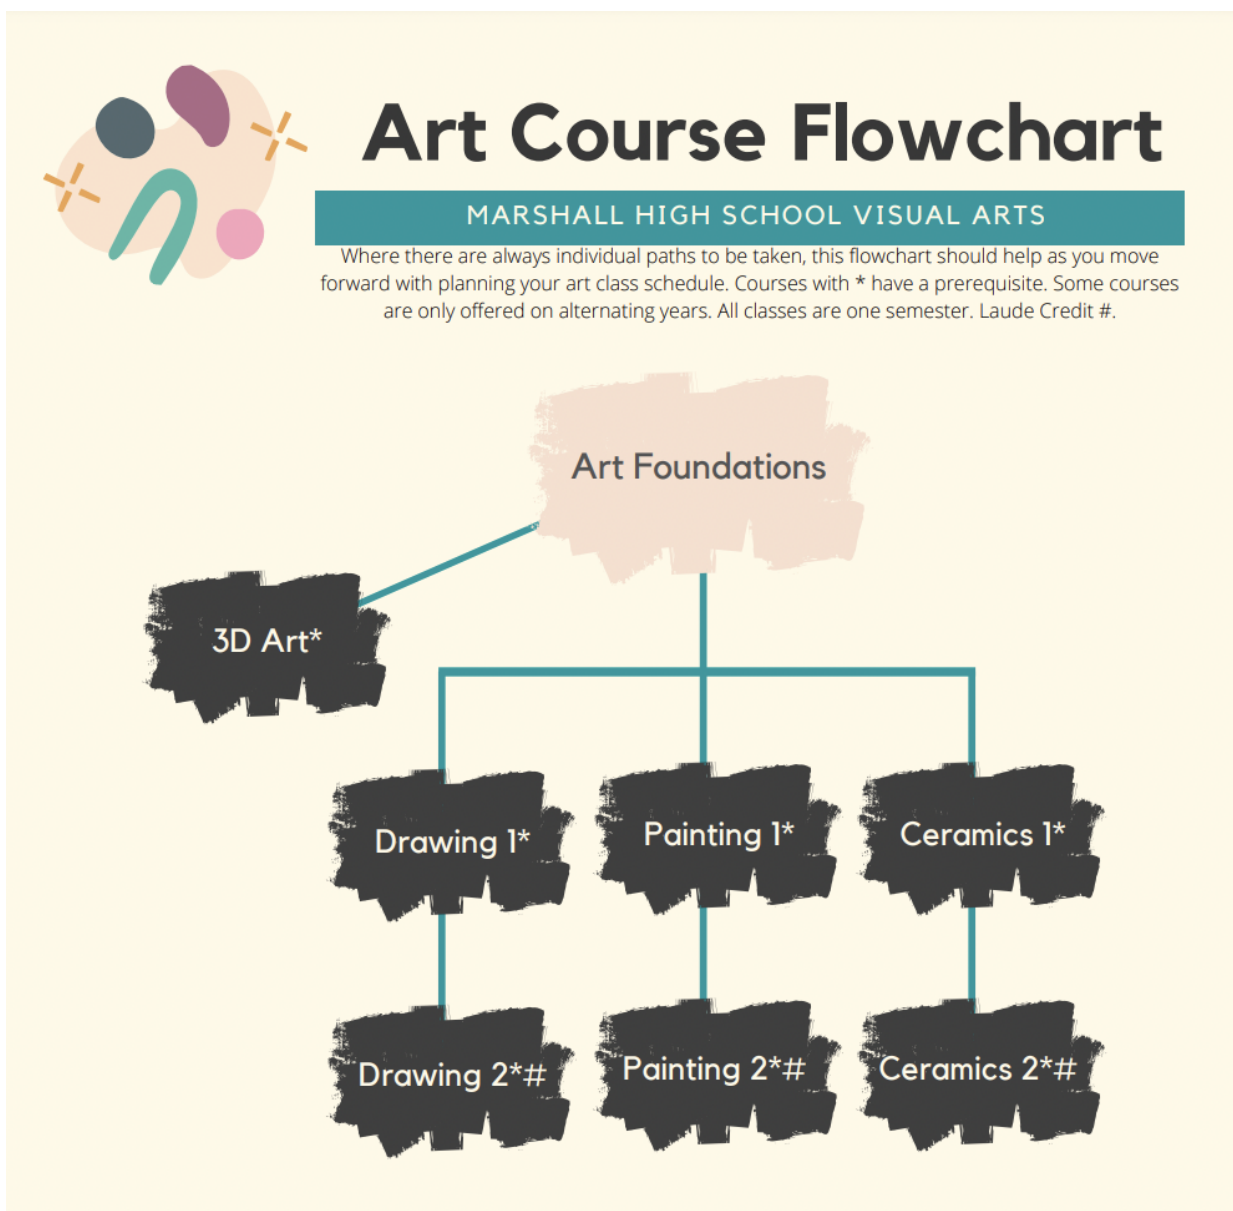 Art Course Flowchart
MARSHALL HIGH SCHOOL VISUAL ARTS
Where there are always individual paths to be taken, this flowchart should help as you move
forward with planning your art class schedule. Courses with * have a prerequisite. Some courses
are only offered on alternating years. All classes are one semester. Laude Credit #.
Art Foundations
3D Art*
Drawing 1*
Painting 1*
Ceramics 1*
Drawing 2*#
Painting 2*#
Ceramics 2*#